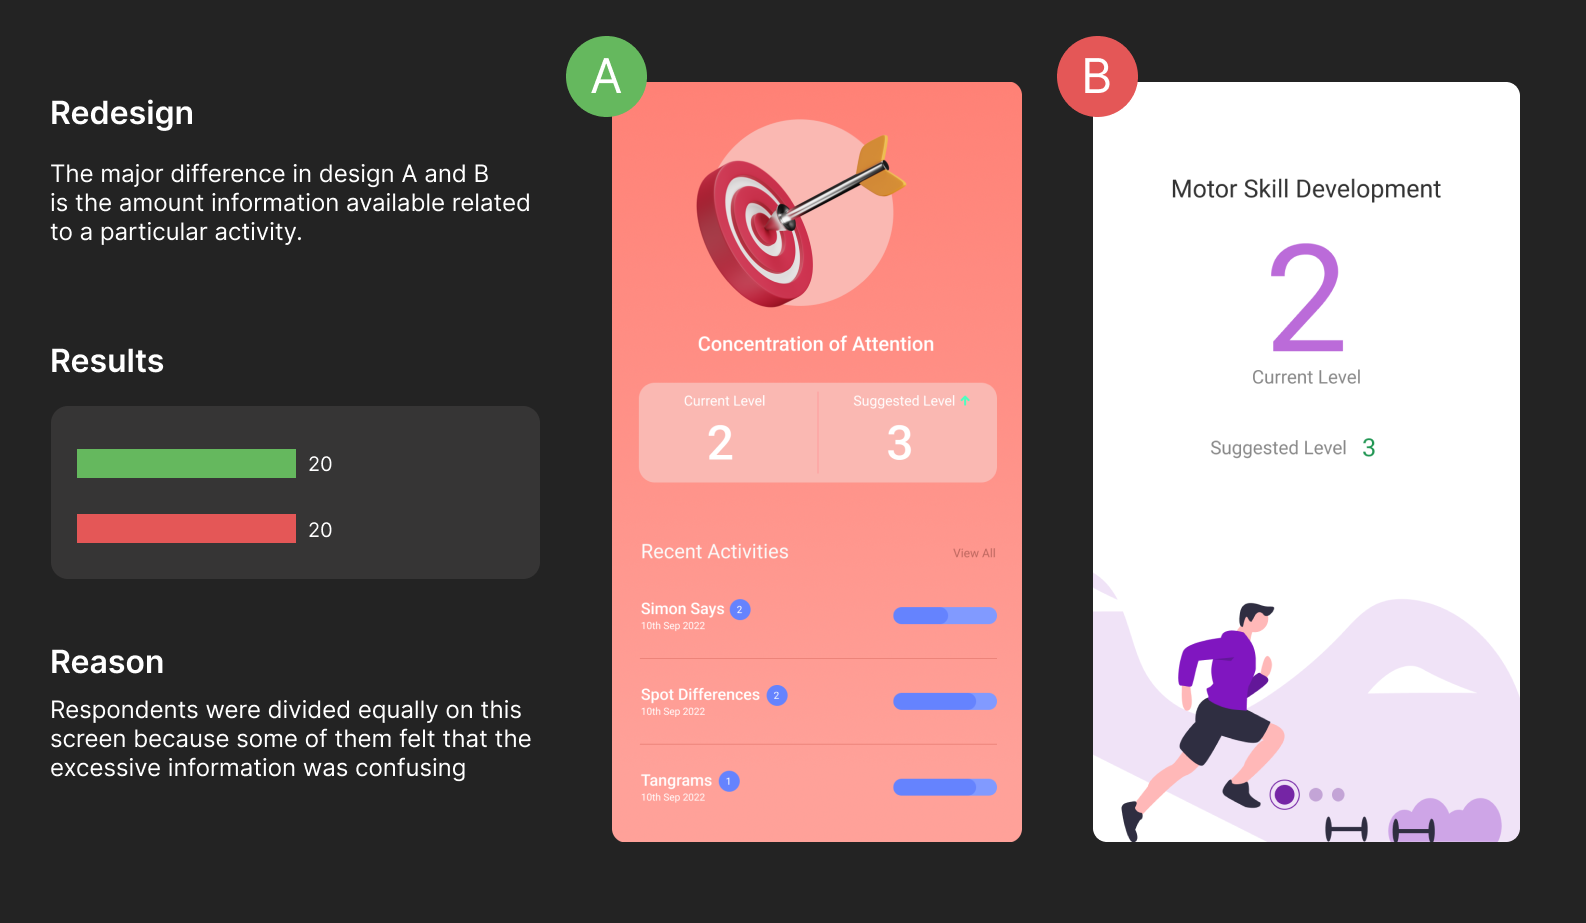 Redesign
The major difference in design A and B
is the amount information available related
to a particular activity.
Results
20
20
Reason
Respondents were divided equally on this
screen because some of them felt that the
excessive information was confusing
A
Concentration of Attention
Current Level
2
Suggested Level
3
Recent Activities
View All
Simon Says 2
10th Sep 2022
Spot Differences 2
10th Sep 2022
Tangrams 1
10th Sep 2022
B
Motor Skill Development
2
Current Level
Suggested Level 3